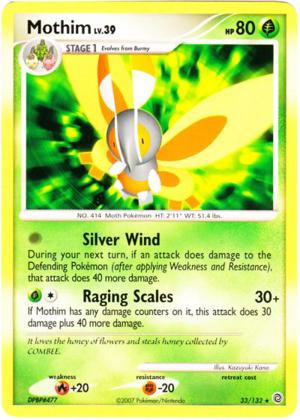 Mothim LV.39
HP 80
STAGE 1 Evolves from Burmy
Illus. Kazuyuki Kano
NO. 414 Moth Pokémon HT: 2'11" WT: 51.4 lbs.
Silver Wind
During your next turn, if an attack does damage to the
Defending Pokémon (after applying Weakness and Resistance),
that attack does 40 more damage.
Raging Scales 30+
If Mothim has any damage counters on it, this attack does 30
damage plus 40 more damage.
It loves the honey of flowers and steals honey collected by
COMBEE.
weakness resistance retreat cost
+20 -20
DPBP#477 ©2007 Pokémon/Nintendo 33/132